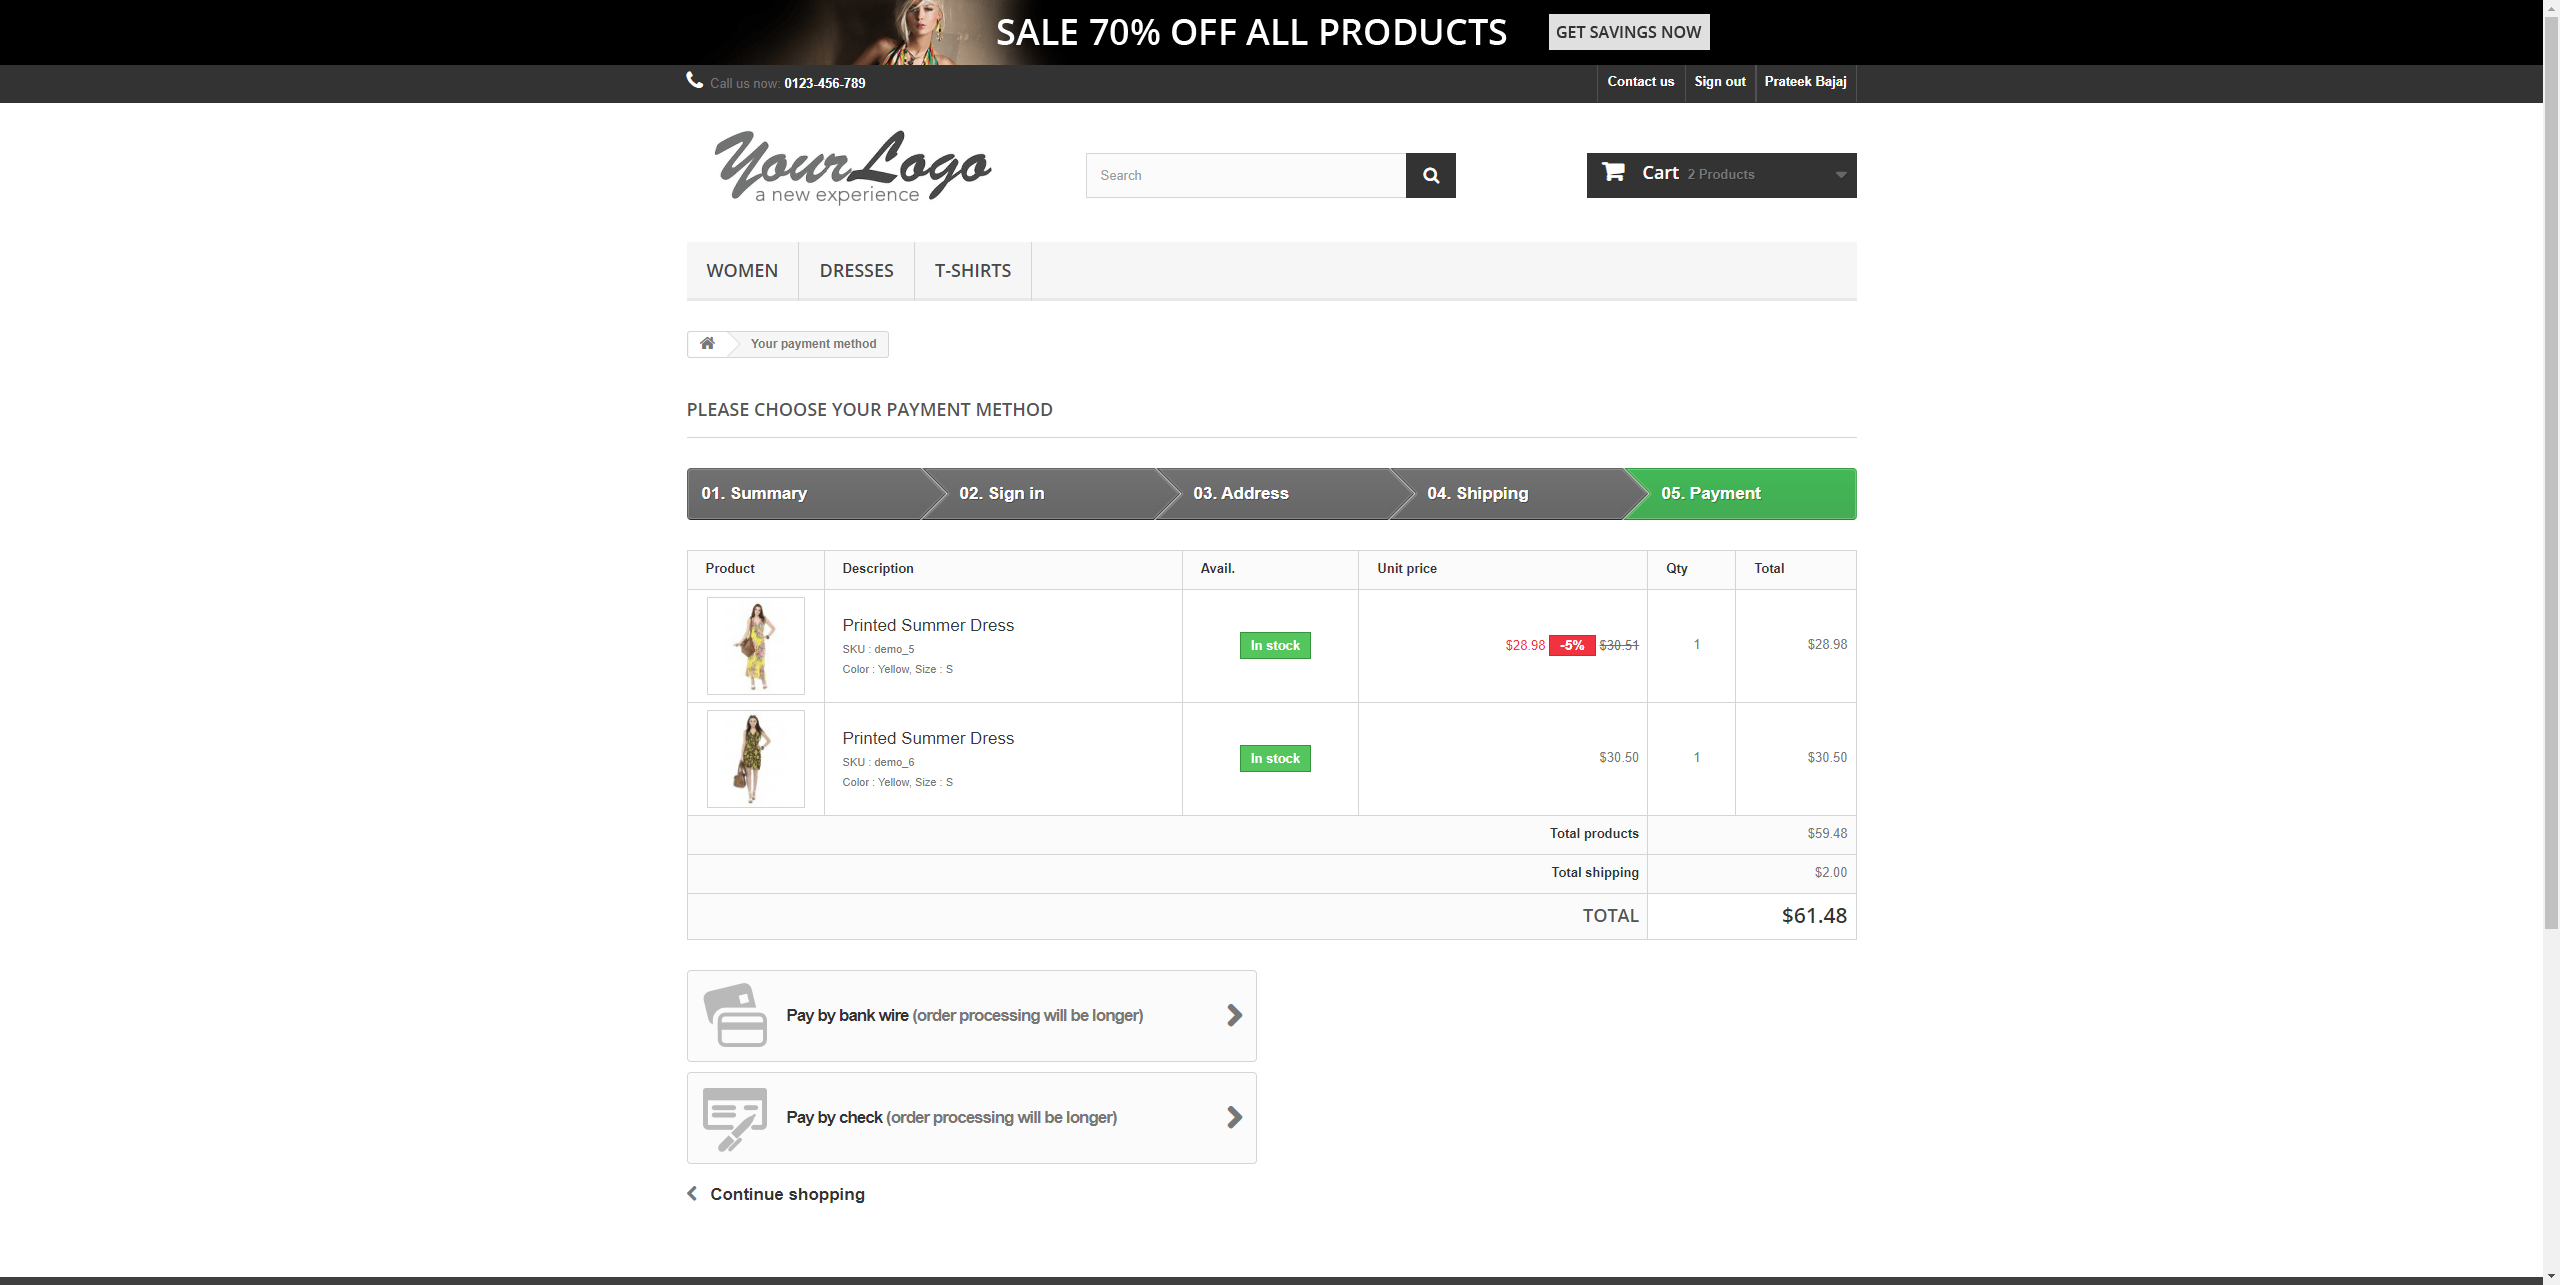 SALE 70% OFF ALL PRODUCTS GET SAVINGS NOW
Call us now: 0123-456-789 Contact us Sign out Prateek Bajaj
Your Logo
a new experience
Search
Cart 2 Products
WOMEN DRESSES T-SHIRTS
Your payment method
PLEASE CHOOSE YOUR PAYMENT METHOD
01. Summary 02. Sign in 03. Address 04. Shipping 05. Payment
Product Description Avail. Unit price Qty Total
Printed Summer Dress
SKU : demo_5
Color : Yellow, Size : S
In stock
$28.98 -5% $30.51 1 $28.98
Printed Summer Dress
SKU : demo_6
Color : Yellow, Size : S
In stock
$30.50 1 $30.50
Total products $59.48
Total shipping $2.00
TOTAL $61.48
Pay by bank wire (order processing will be longer)
Pay by check (order processing will be longer)
Continue shopping